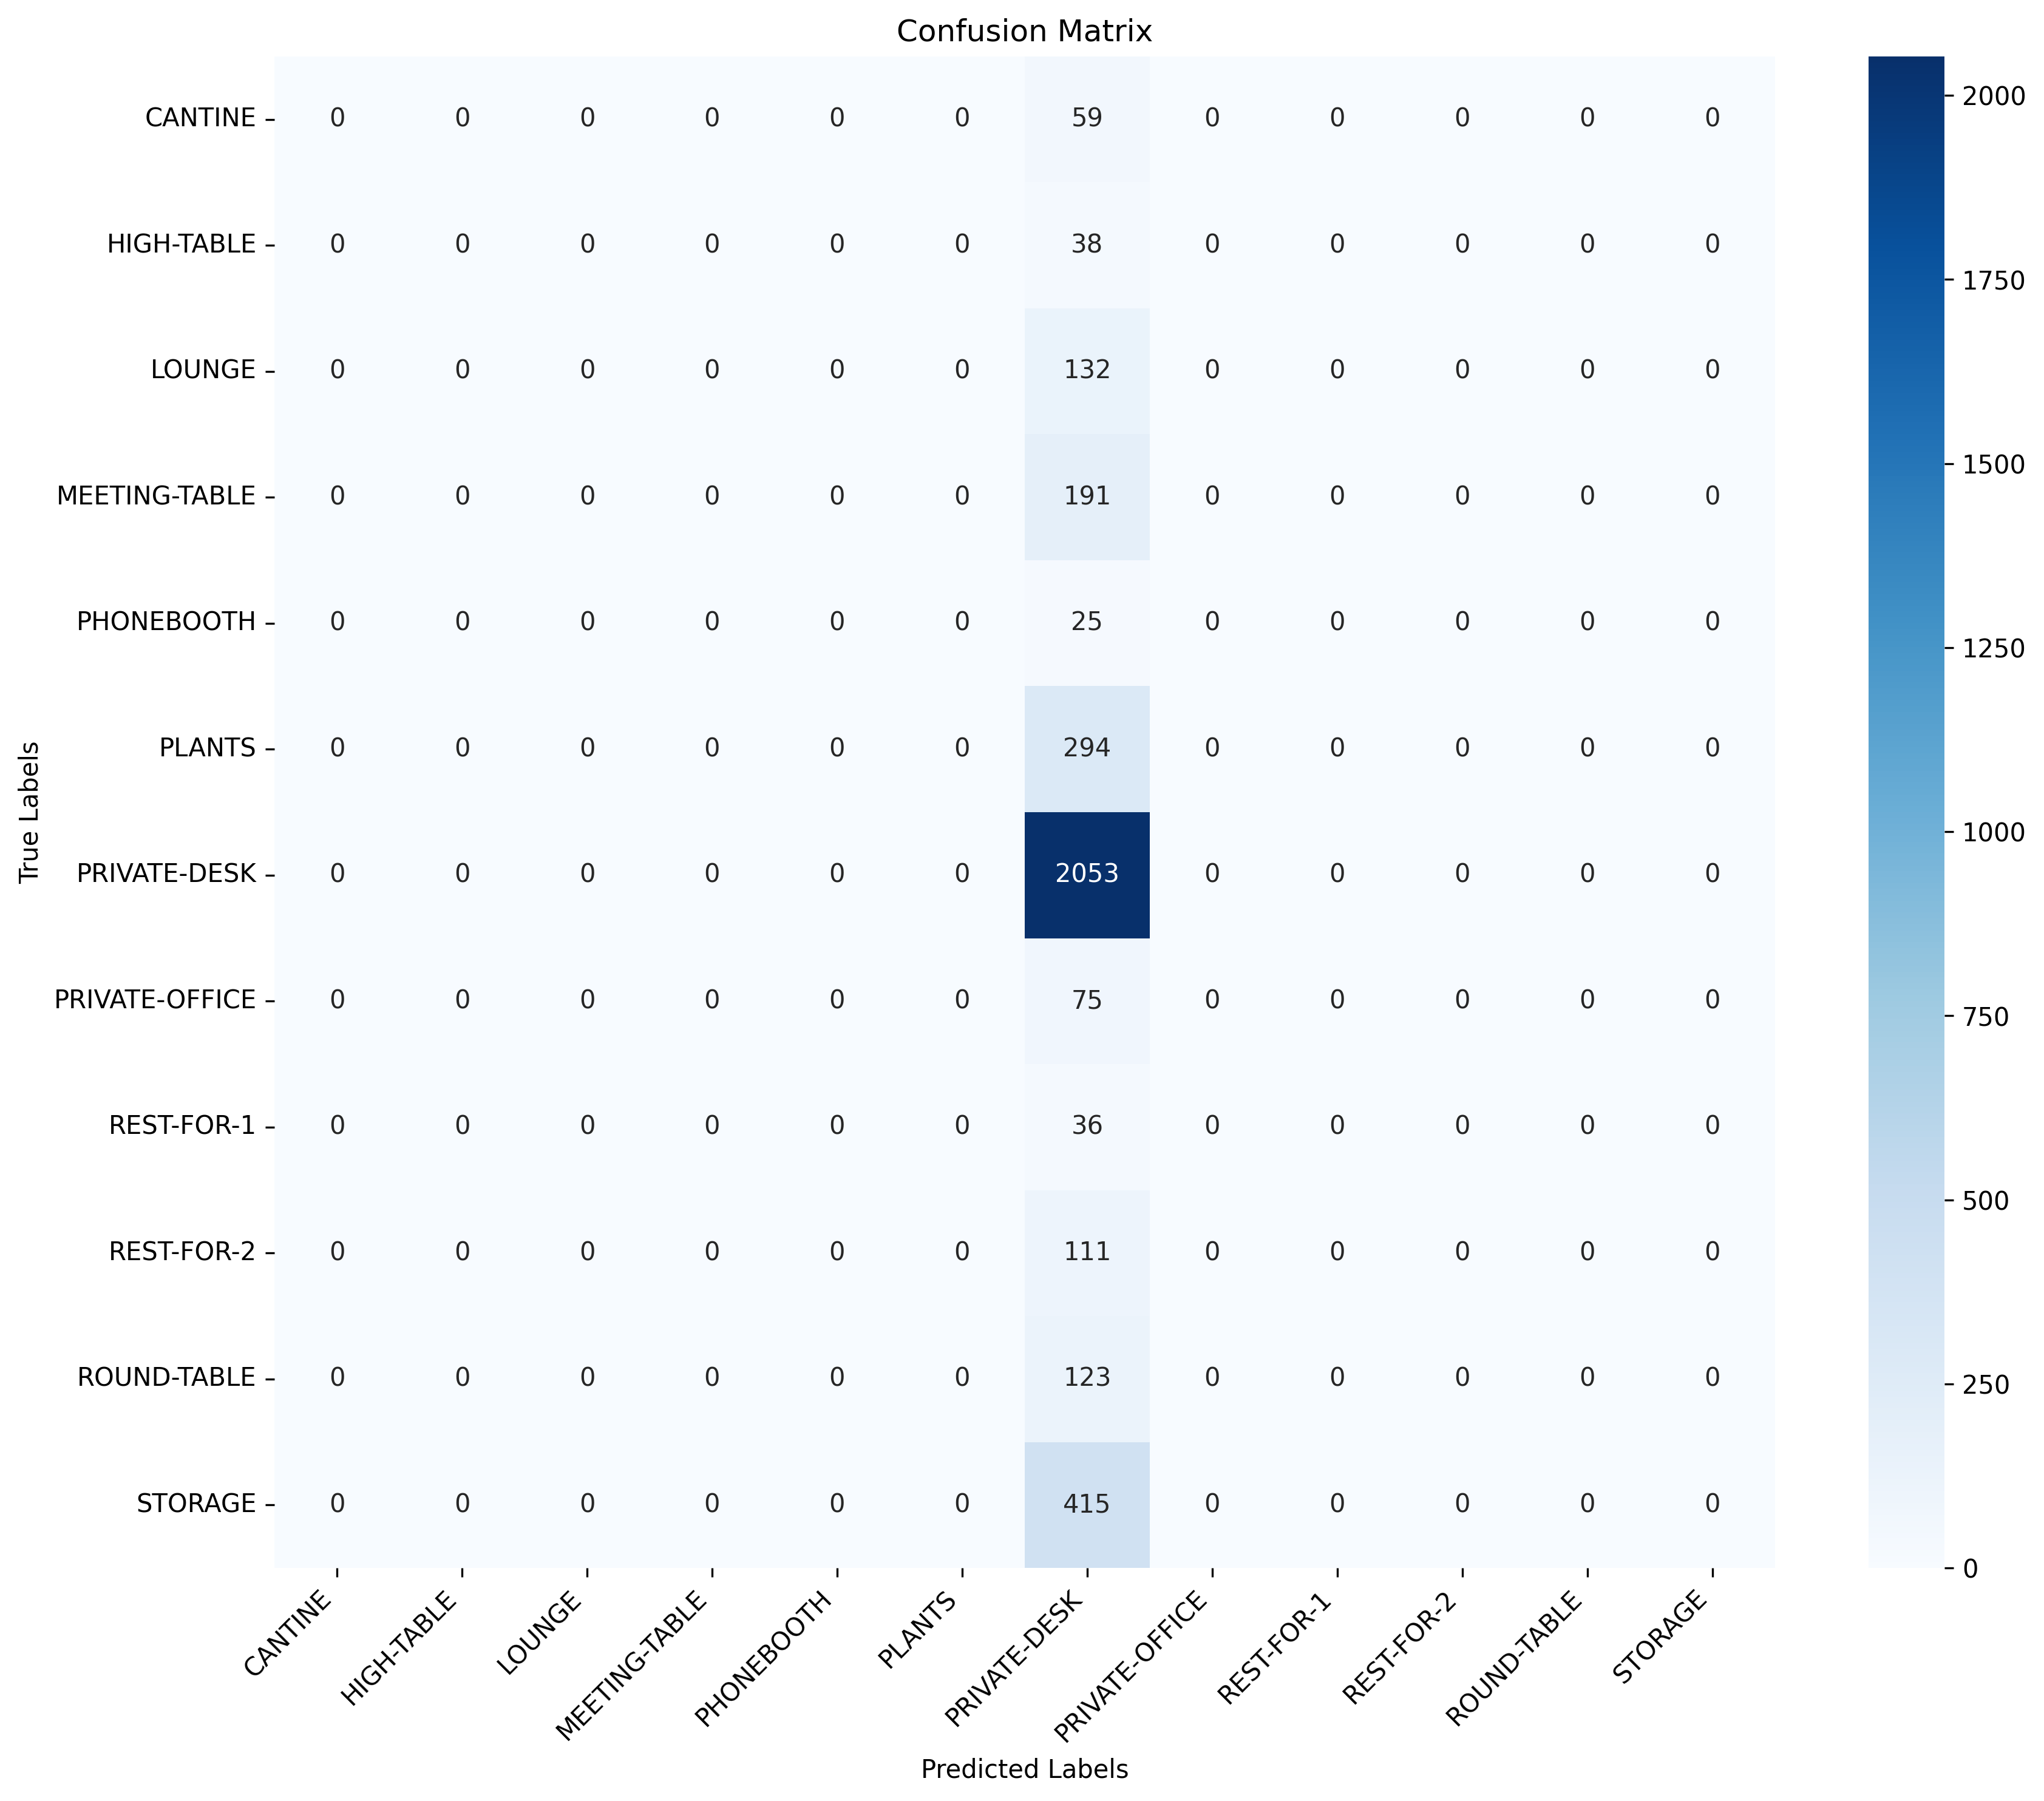 Confusion Matrix
CANTINE 0 0 0 0 0 0 59 0 0 0 0 0
HIGH-TABLE 0 0 0 0 0 0 38 0 0 0 0 0
LOUNGE 0 0 0 0 0 0 132 0 0 0 0 0
MEETING-TABLE 0 0 0 0 0 0 191 0 0 0 0 0
PHONEBOOTH 0 0 0 0 0 0 25 0 0 0 0 0
PLANTS 0 0 0 0 0 0 294 0 0 0 0 0
PRIVATE-DESK 0 0 0 0 0 0 2053 0 0 0 0 0
PRIVATE-OFFICE 0 0 0 0 0 0 75 0 0 0 0 0
REST-FOR-1 0 0 0 0 0 0 36 0 0 0 0 0
REST-FOR-2 0 0 0 0 0 0 111 0 0 0 0 0
ROUND-TABLE 0 0 0 0 0 0 123 0 0 0 0 0
STORAGE 0 0 0 0 0 0 415 0 0 0 0 0
True Labels
CANTINE
HIGH-TABLE
LOUNGE
MEETING-TABLE
PHONEBOOTH
PLANTS
PRIVATE-DESK
PRIVATE-OFFICE
REST-FOR-1
REST-FOR-2
ROUND-TABLE
STORAGE
Predicted Labels
2000
1750
1500
1250
1000
750
500
250
0